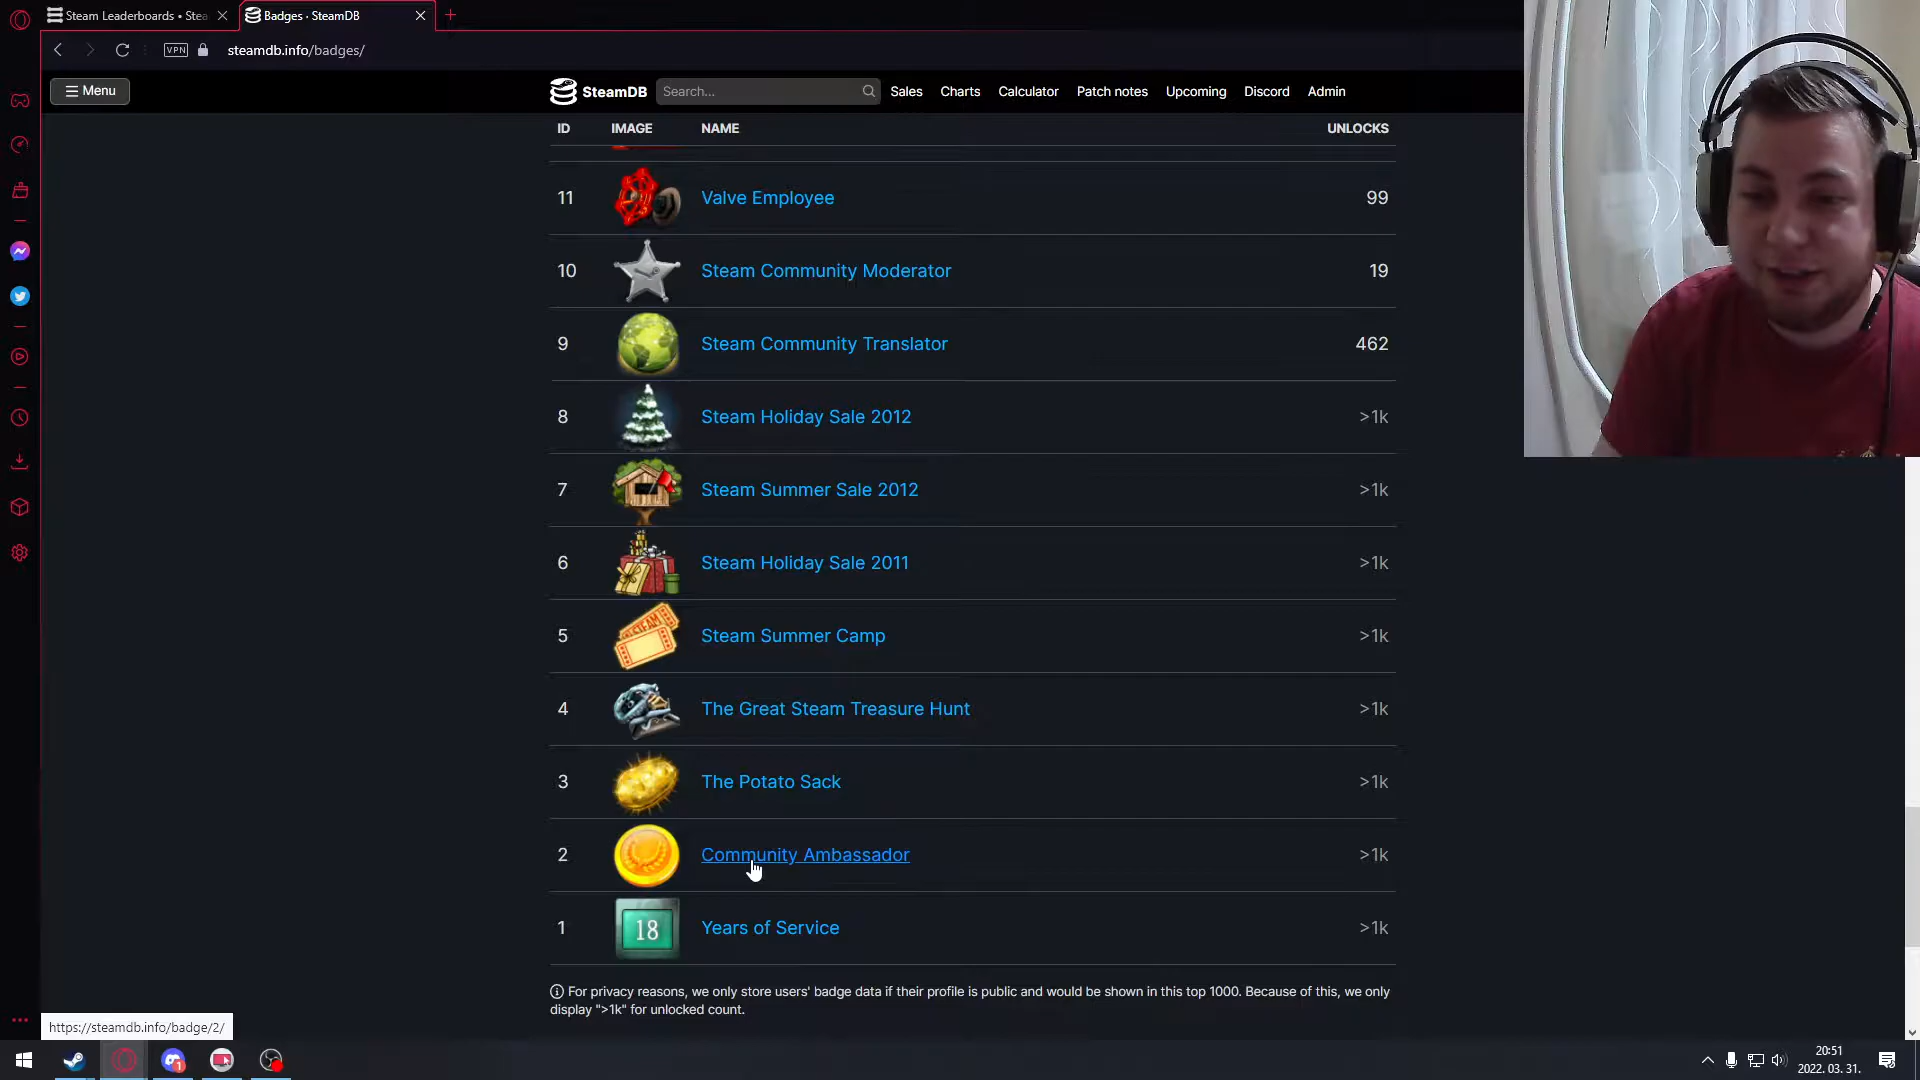 Steam Leaderboards • Stea
Badges · SteamDB
VPN
steamdb.info/badges/
Menu
SteamDB
Search...
Sales
Charts
Calculator
Patch notes
Upcoming
Discord
Admin
ID IMAGE NAME UNLOCKS
11 Valve Employee 99
10 Steam Community Moderator 19
9 Steam Community Translator 462
8 Steam Holiday Sale 2012 >1k
7 Steam Summer Sale 2012 >1k
6 Steam Holiday Sale 2011 >1k
5 Steam Summer Camp >1k
4 The Great Steam Treasure Hunt >1k
3 The Potato Sack >1k
2 Community Ambassador >1k
1 18 Years of Service >1k
For privacy reasons, we only store users' badge data if their profile is public and would be shown in this top 1000. Because of this, we only
display ">1k" for unlocked count.
https://steamdb.info/badge/2/
1
20:51
2022. 03. 31.